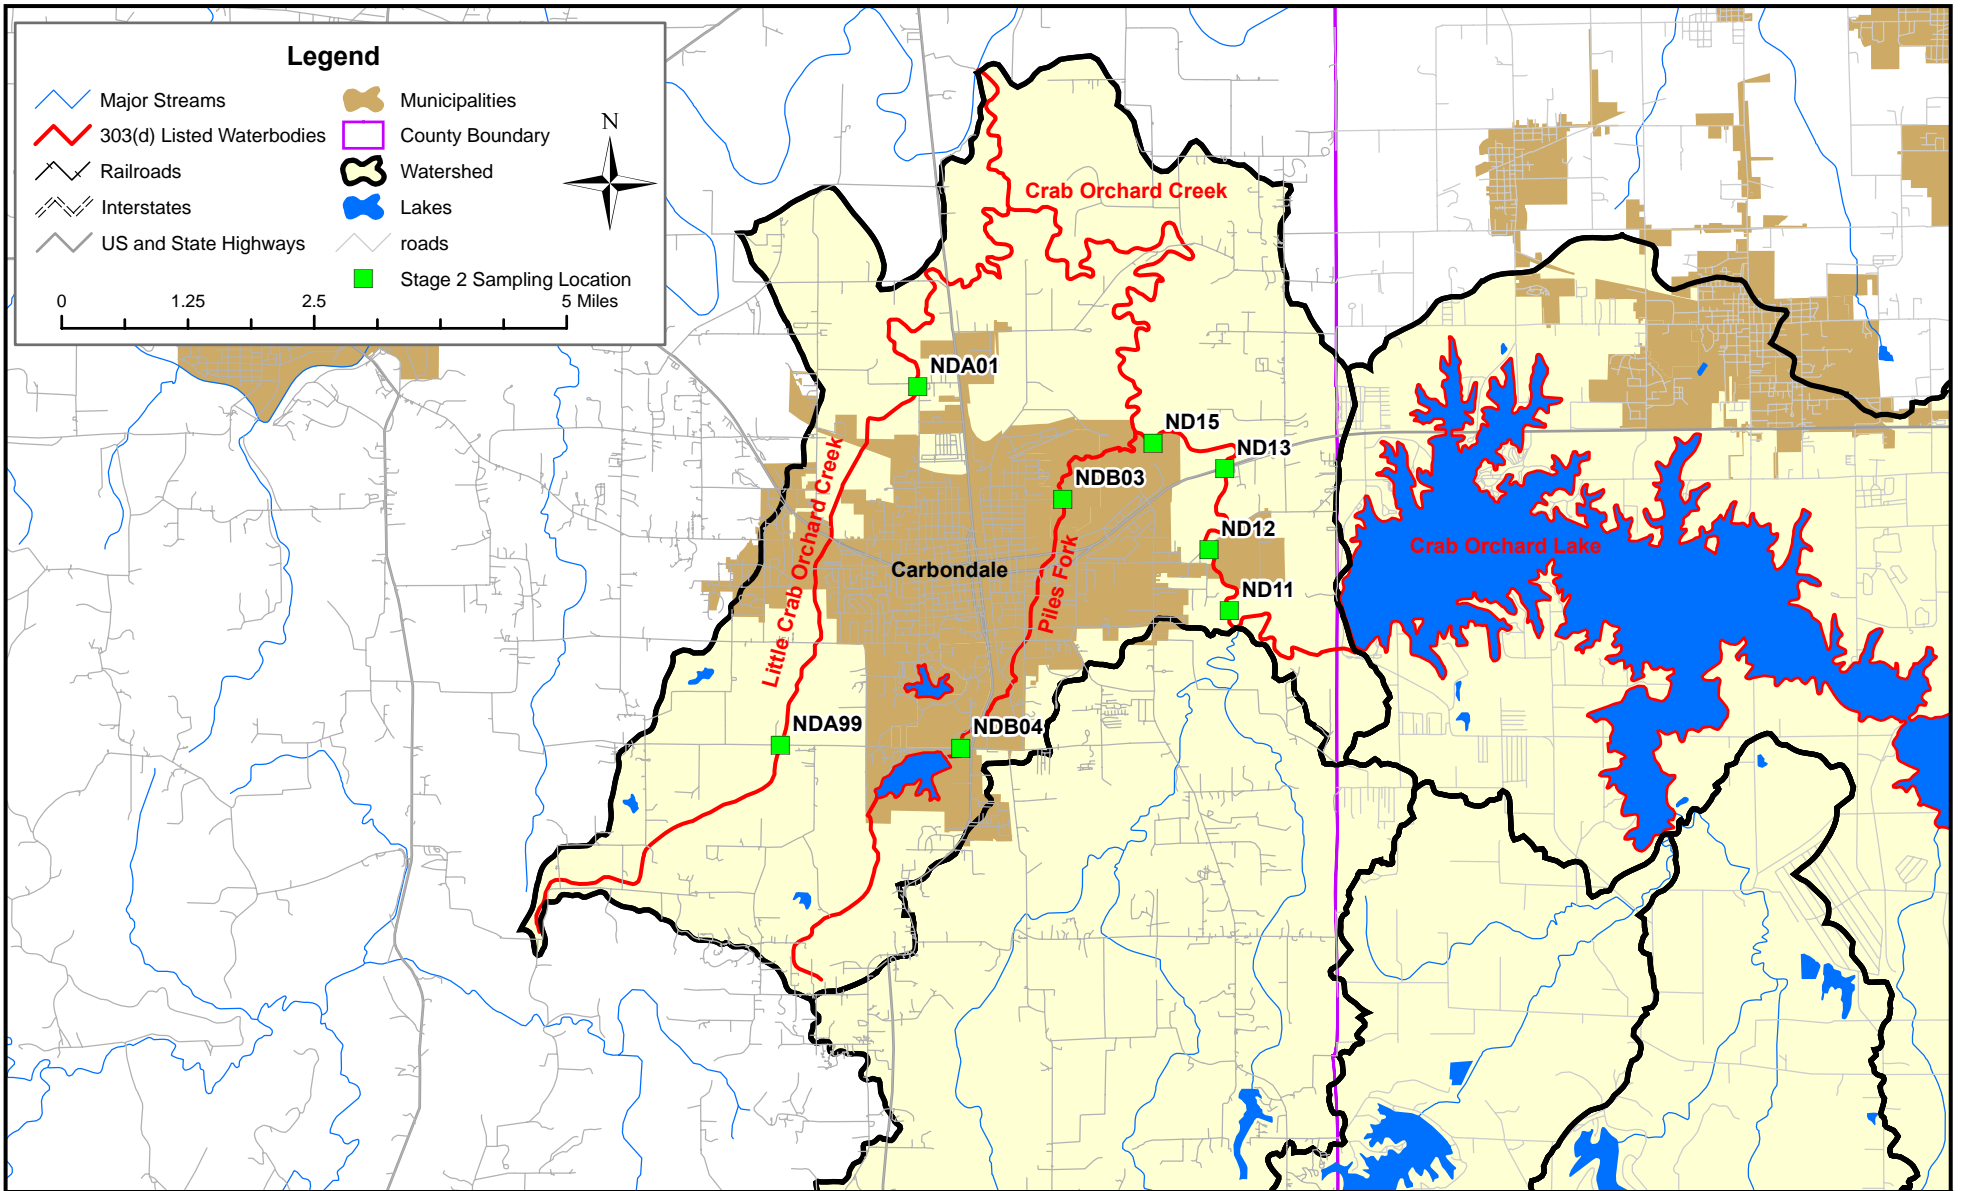 Legend
Major Streams
303(d) Listed Waterbodies
Railroads
Interstates
US and State Highways
Municipalities
County Boundary
Watershed
Lakes
roads
Stage 2 Sampling Location
N
0 1.25 2.5 5 Miles
Crab Orchard Creek
NDA01
ND15
ND13
NDB03
Little Crab Orchard Creek
ND12
Crab Orchard Lake
Carbondale
Piles Fork
ND11
NDA99
NDB04